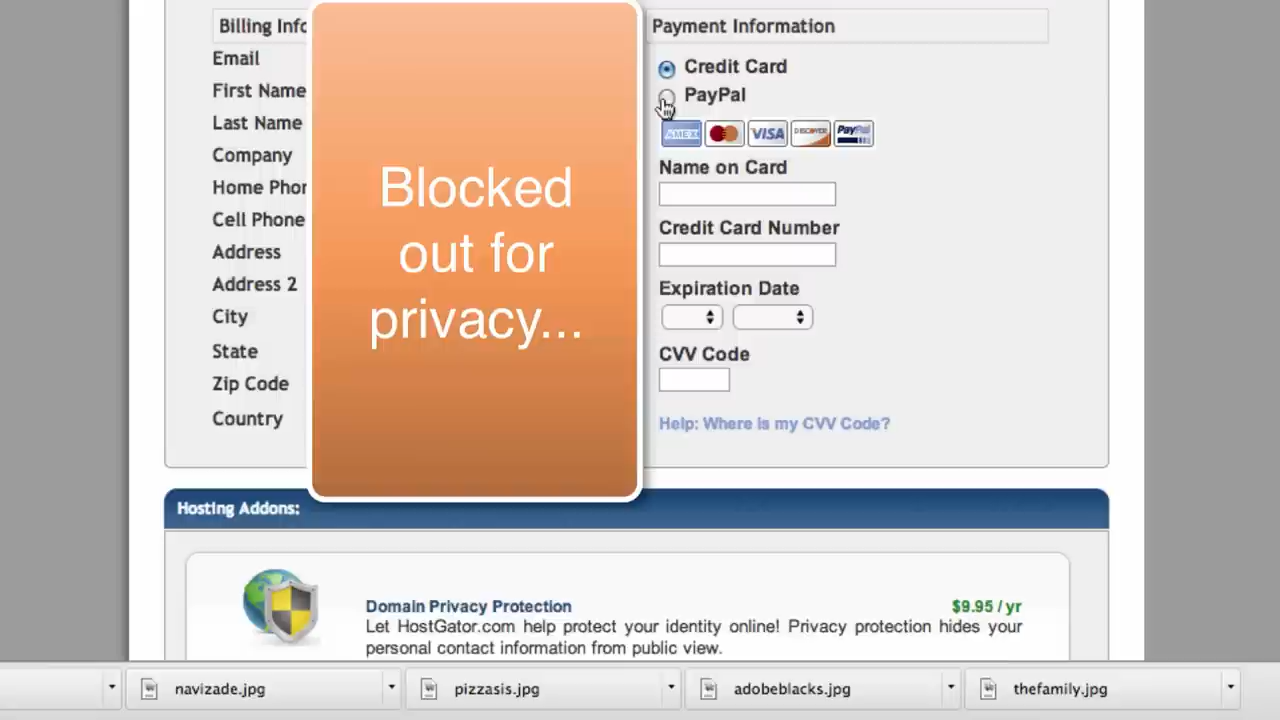 Billing Info
Email
First Name
Last Name
Company
Home Phon
Cell Phone
Address
Address 2
City
State
Zip Code
Country
Blocked
out for
privacy...
Payment Information
Credit Card
PayPal
AMEX VISA DISCOVER PayPal
Name on Card
Credit Card Number
Expiration Date
CVV Code
Help: Where is my CVV Code?
Hosting Addons:
Domain Privacy Protection $9.95 / yr
Let HostGator.com help protect your identity online! Privacy protection hides your
personal contact information from public view.
navizade.jpg pizzasis.jpg adobeblacks.jpg thefamily.jpg